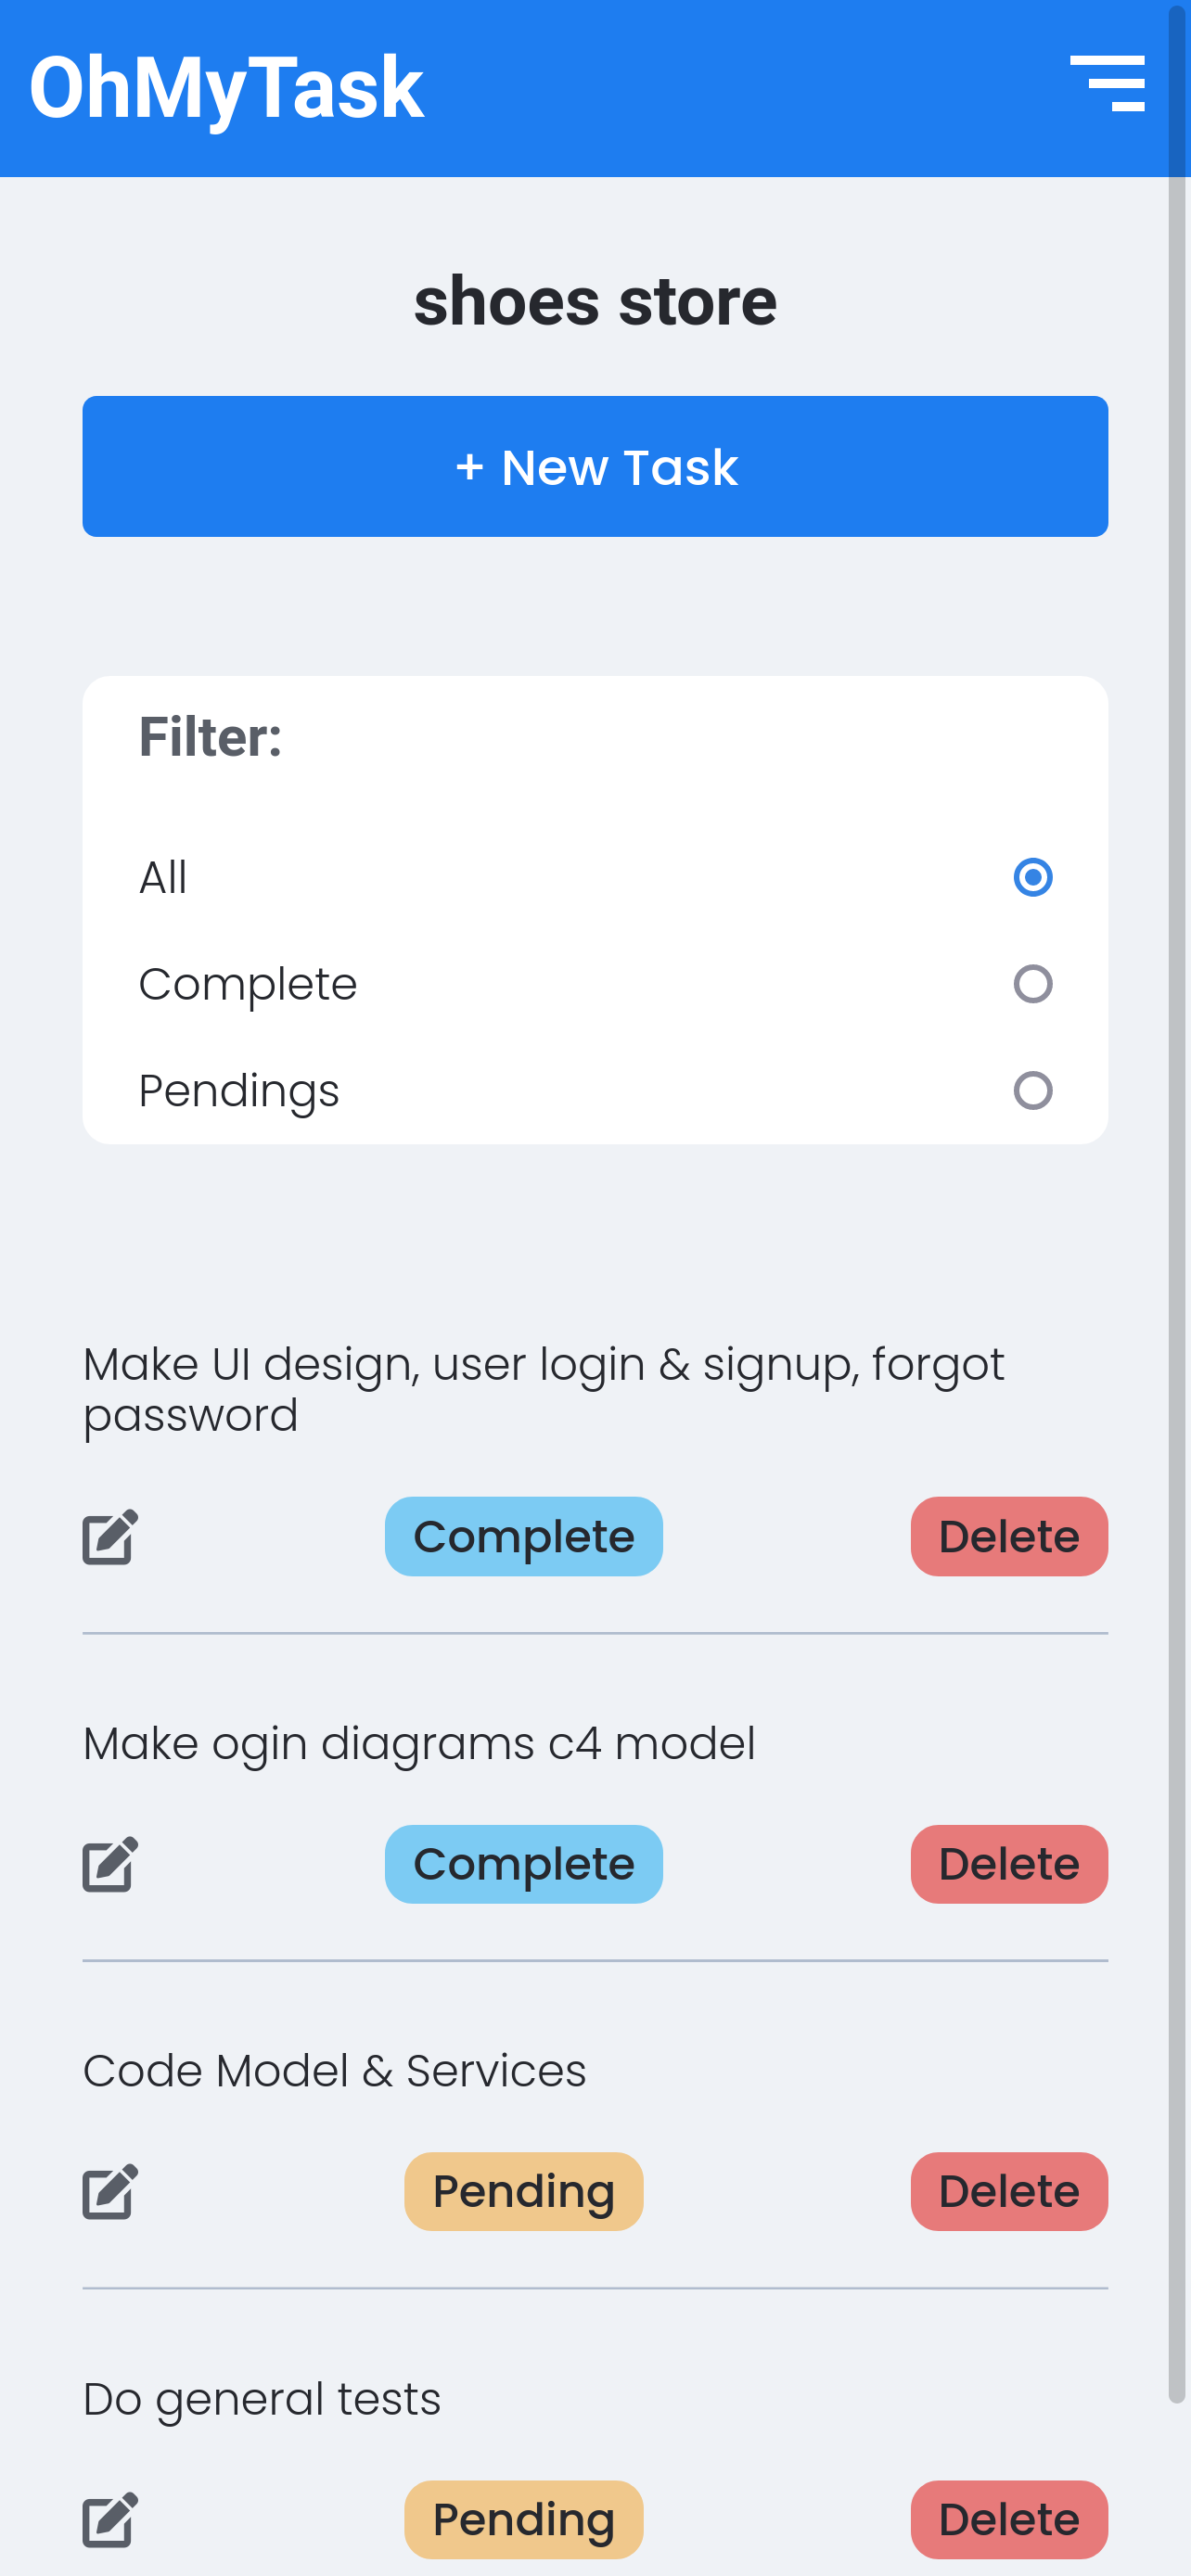 OhMyTask
shoes store
+ New Task
Filter:
All
Complete
Pendings
Make UI design, user login & signup, forgot
password
Complete
Delete
Make ogin diagrams c4 model
Complete
Delete
Code Model & Services
Pending
Delete
Do general tests
Pending
Delete